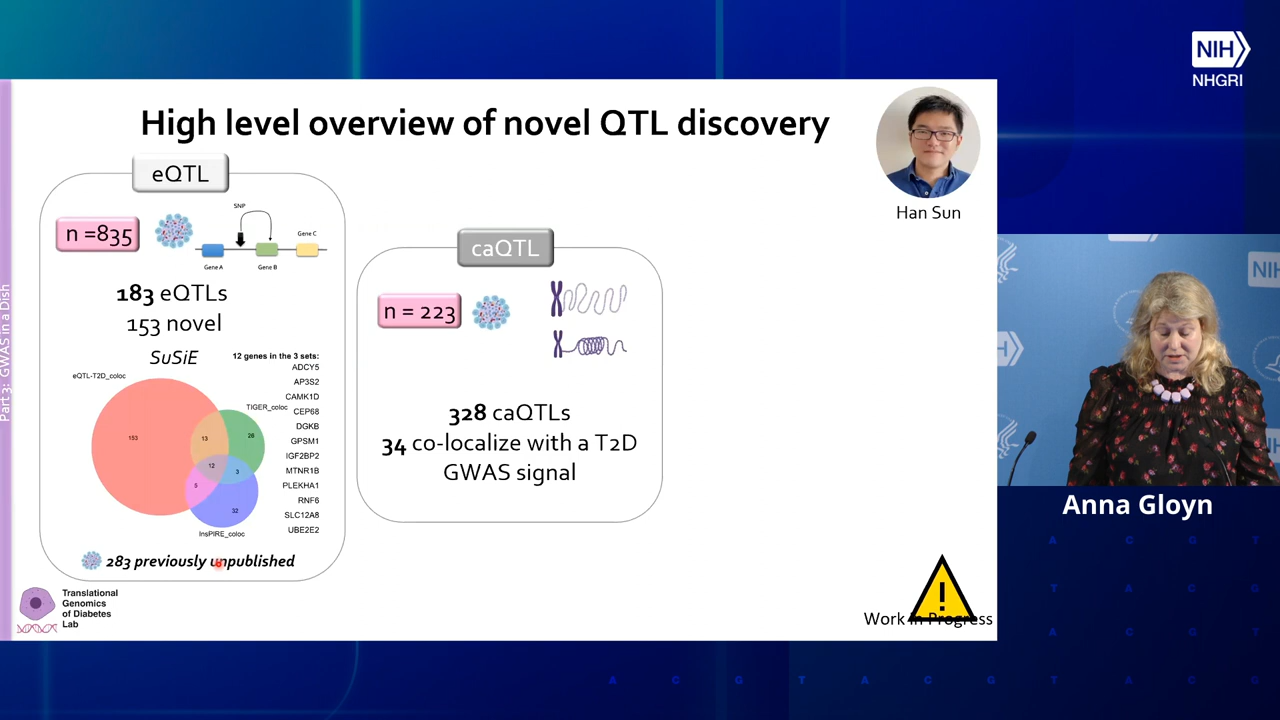 NIH
NHGRI
High level overview of novel QTL discovery
Han Sun
Part 3: GWAS in a Dish
eQTL
n =835
SNP
Gene A
Gene B
Gene C
183 eQTLs
153 novel
SuSiE
12 genes in the 3 sets:
ADCY5
AP3S2
CAMK1D
CEP68
DGKB
GPSM1
IGF2BP2
MTNR1B
PLEKHA1
RNF6
SLC12A8
UBE2E2
eQTL-T2D_coloc
TIGER_coloc
InsPIRE_coloc
153
13
26
12
3
5
32
283 previously unpublished
caQTL
n = 223
328 caQTLs
34 co-localize with a T2D
GWAS signal
Translational
Genomics
of Diabetes
Lab
!
Work in Progress
NIH
Anna Gloyn
A C G T
T A C G
A C
A C G T A C G T A C G